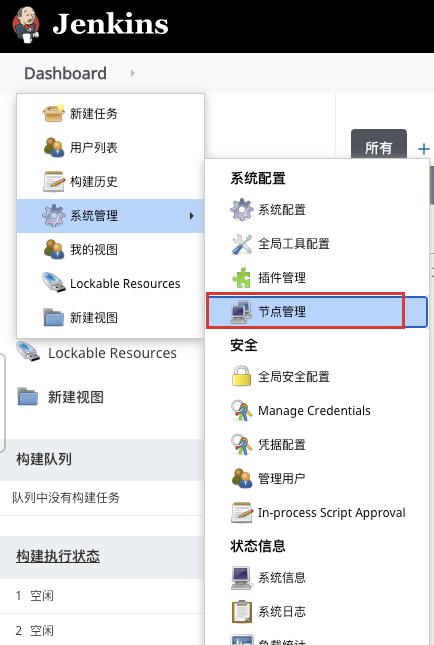 Jenkins
Dashboard
新建任务
用户列表
构建历史
系统管理
我的视图
Lockable Resources
新建视图
Lockable Resources
新建视图
构建队列
队列中没有构建任务
构建执行状态
1 空闲
2 空闲
所有
+
系统配置
系统配置
全局工具配置
插件管理
节点管理
安全
全局安全配置
Manage Credentials
凭据配置
管理用户
In-process Script Approval
状态信息
系统信息
系统日志
负载统计